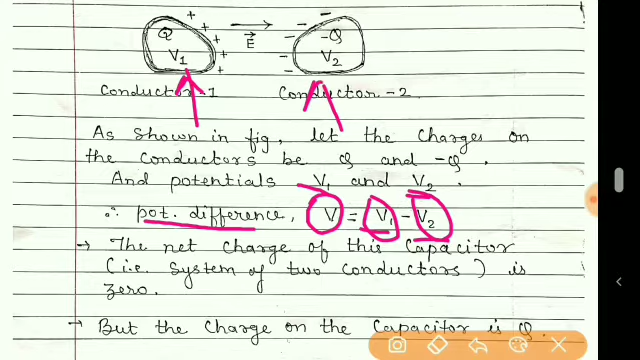 Q
V1
+ + + + + +
E
-Q
V2
Conductor-1
Conductor-2
As shown in fig, let the charges on
the conductors be Q and -Q.
And potentials V1 and V2.
∴ pot. difference, V = V1 - V2
→ The net charge of this Capacitor
(i.e. System of two conductors) is
zero.
→ But the charge on the Capacitor is Q.